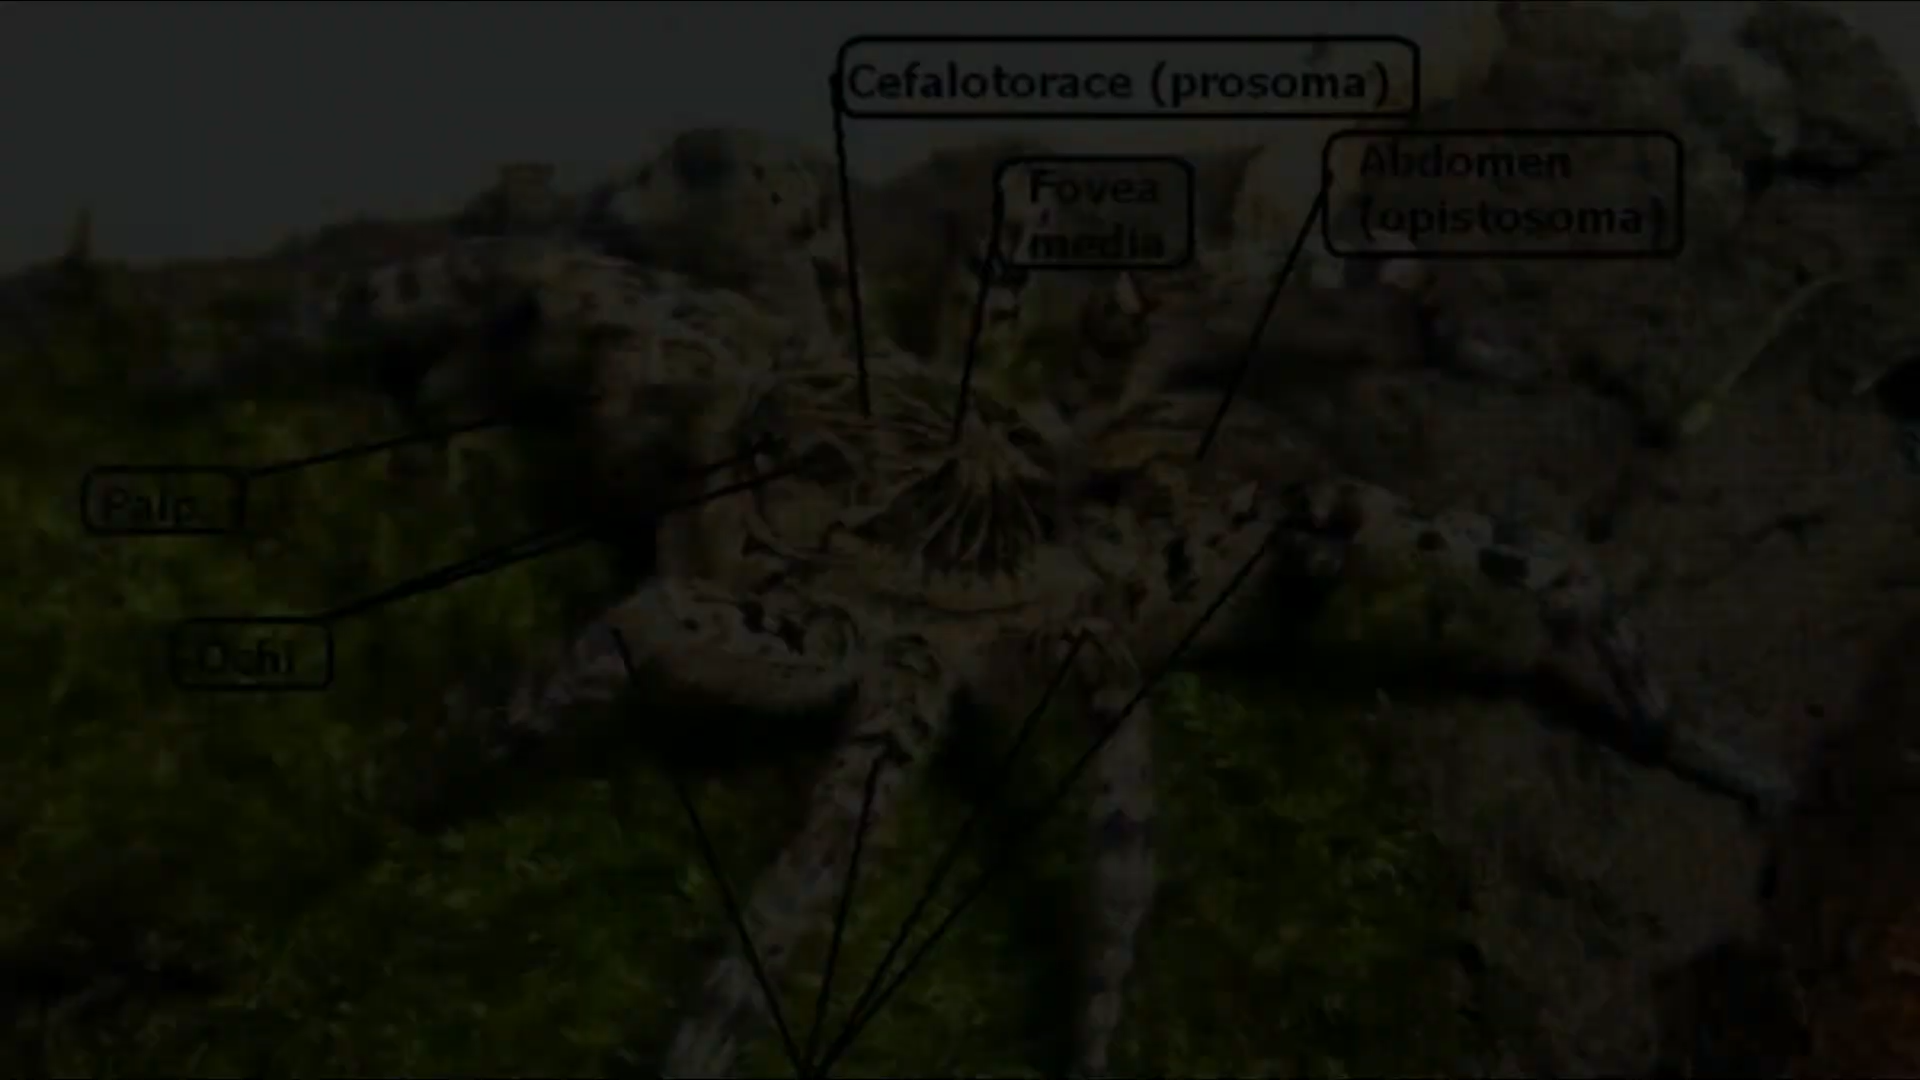 Cefalotorace (prosoma)
Abdomen
(opistosoma)
Fovea
media
Palp
Ochi